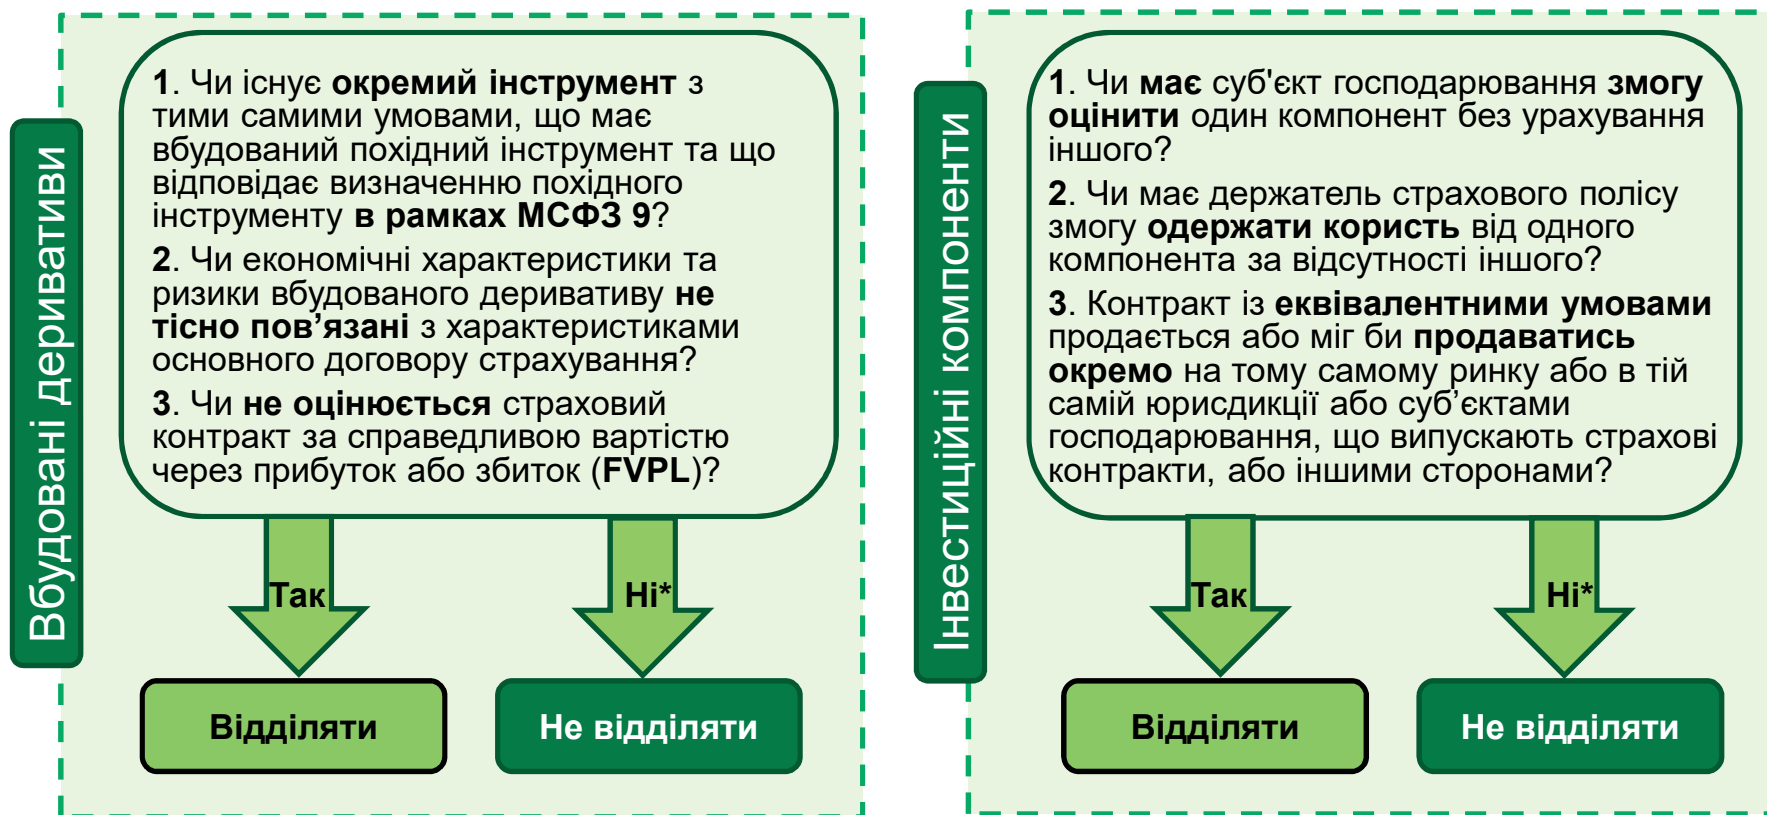 Вбудовані деривативи
1. Чи існує окремий інструмент з
тими самими умовами, що має
вбудований похідний інструмент та що
відповідає визначенню похідного
інструменту в рамках МСФЗ 9?
2. Чи економічні характеристики та
ризики вбудованого деривативу не
тісно пов’язані з характеристиками
основного договору страхування?
3. Чи не оцінюється страховий
контракт за справедливою вартістю
через прибуток або збиток (FVPL)?
Так
Ні*
Відділяти
Не відділяти
Інвестиційні компоненти
1. Чи має суб'єкт господарювання змогу
оцінити один компонент без урахування
іншого?
2. Чи має держатель страхового полісу
змогу одержати користь від одного
компонента за відсутності іншого?
3. Контракт із еквівалентними умовами
продається або міг би продаватись
окремо на тому самому ринку або в тій
самій юрисдикції або суб’єктами
господарювання, що випускають страхові
контракти, або іншими сторонами?
Так
Ні*
Відділяти
Не відділяти